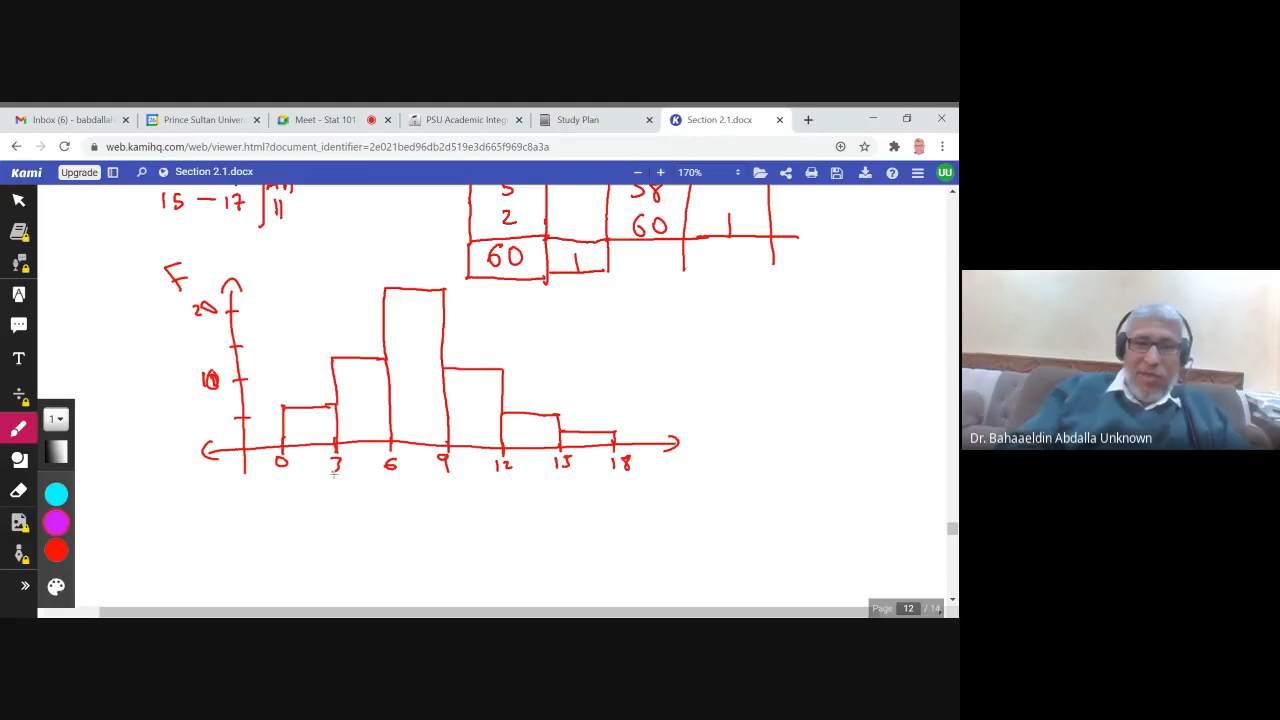 Inbox (6) - babdallah
Prince Sultan Univers
Meet - Stat 101
PSU Academic Integ
Study Plan
Section 2.1.docx
web.kamihq.com/web/viewer.html?document_identifier=2e021bed96db2d519e3d665f969c8a3a
Kami
Upgrade
Section 2.1.docx
170%
UU
15 - 17
5
58
2
60
1
60
1
F
20
10
0 3 6 9 12 15 18
1
Page 12 / 14
Dr. Bahaaeldin Abdalla Unknown